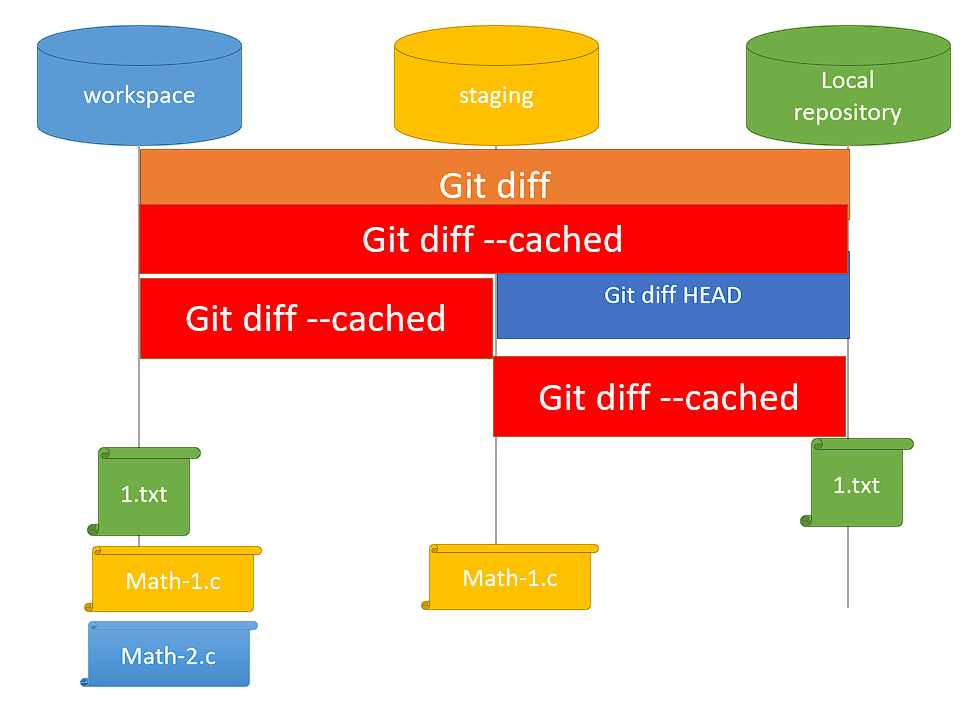 workspace
staging
Local
repository
Git diff
Git diff --cached
Git diff HEAD
Git diff --cached
Git diff --cached
1.txt
1.txt
Math-1.c
Math-1.c
Math-2.c